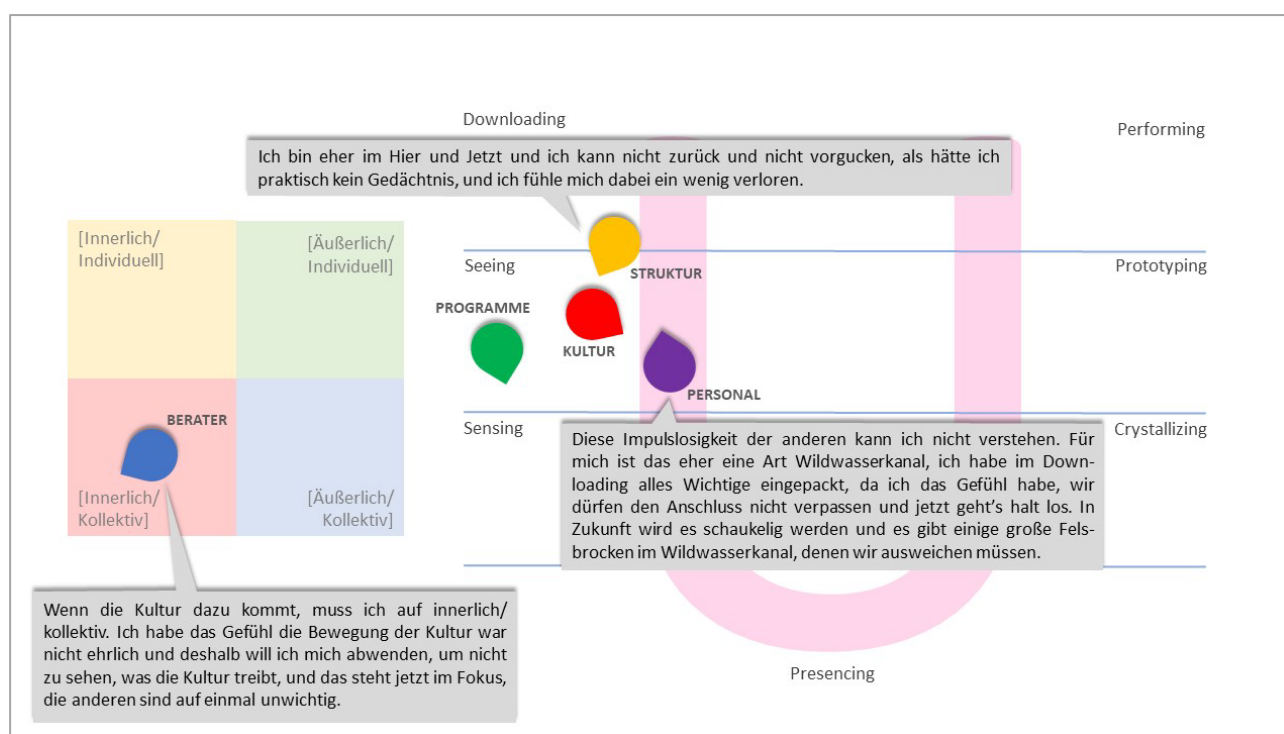 Downloading
Performing
Ich bin eher im Hier und Jetzt und ich kann nicht zurück und nicht vorgucken, als hätte ich
praktisch kein Gedächtnis, und ich fühle mich dabei ein wenig verloren.
[Innerlich/
Individuell]
[Äußerlich/
Individuell]
Seeing
STRUKTUR
Prototyping
PROGRAMME
KULTUR
PERSONAL
BERATER
Sensing
Crystallizing
Diese Impulslosigkeit der anderen kann ich nicht verstehen. Für
mich ist das eher eine Art Wildwasserkanal, ich habe im Down-
loading alles Wichtige eingepackt, da ich das Gefühl habe, wir
dürfen den Anschluss nicht verpassen und jetzt geht's halt los. In
Zukunft wird es schaukelig werden und es gibt einige große Fels-
brocken im Wildwasserkanal, denen wir ausweichen müssen.
[Innerlich/
Kollektiv]
[Äußerlich/
Kollektiv]
Wenn die Kultur dazu kommt, muss ich auf innerlich/
kollektiv. Ich habe das Gefühl die Bewegung der Kultur war
nicht ehrlich und deshalb will ich mich abwenden, um nicht
zu sehen, was die Kultur treibt, und das steht jetzt im Fokus,
die anderen sind auf einmal unwichtig.
Presencing